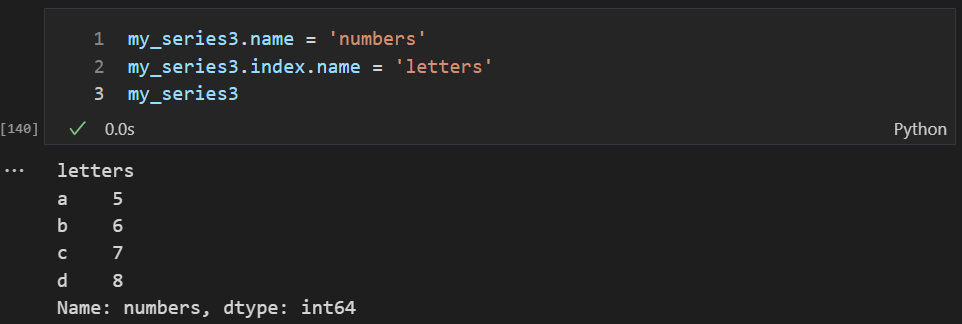 1 my_series3.name = 'numbers'
2 my_series3.index.name = 'letters'
3 my_series3
[140] ✓ 0.0s Python
... letters
a 5
b 6
c 7
d 8
Name: numbers, dtype: int64